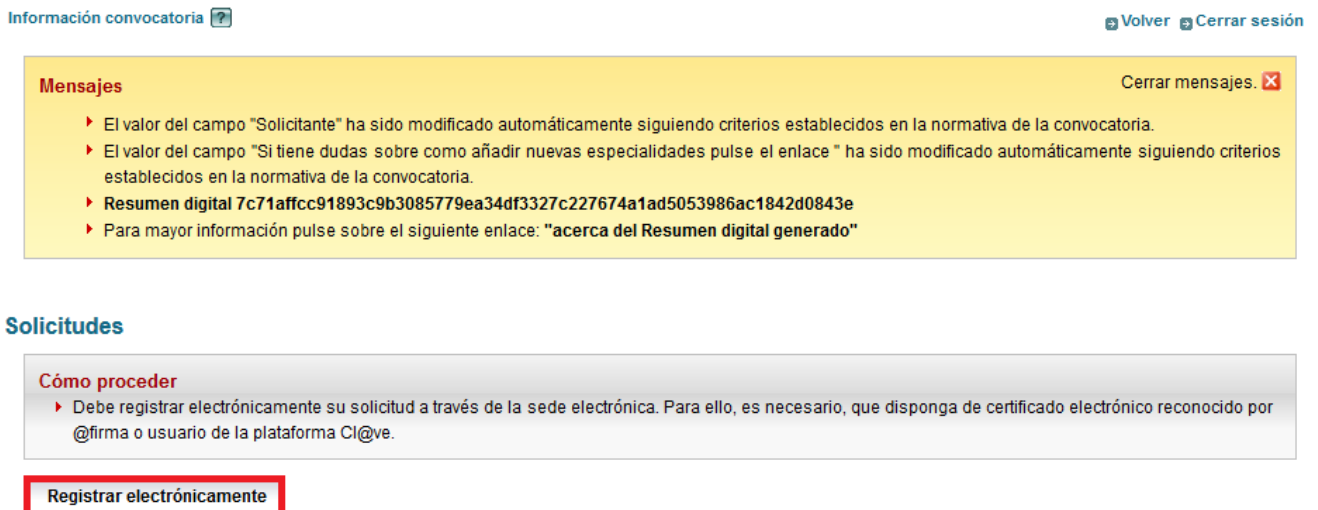 Información convocatoria ?
Volver Cerrar sesión
Mensajes
Cerrar mensajes.
El valor del campo "Solicitante" ha sido modificado automáticamente siguiendo criterios establecidos en la normativa de la convocatoria.
El valor del campo "Si tiene dudas sobre como añadir nuevas especialidades pulse el enlace " ha sido modificado automáticamente siguiendo criterios
establecidos en la normativa de la convocatoria.
Resumen digital 7c71affcc91893c9b3085779ea34df3327c227674a1ad5053986ac1842d0843e
Para mayor información pulse sobre el siguiente enlace: "acerca del Resumen digital generado"
Solicitudes
Cómo proceder
Debe registrar electrónicamente su solicitud a través de la sede electrónica. Para ello, es necesario, que disponga de certificado electrónico reconocido por
@firma o usuario de la plataforma Cl@ve.
Registrar electrónicamente